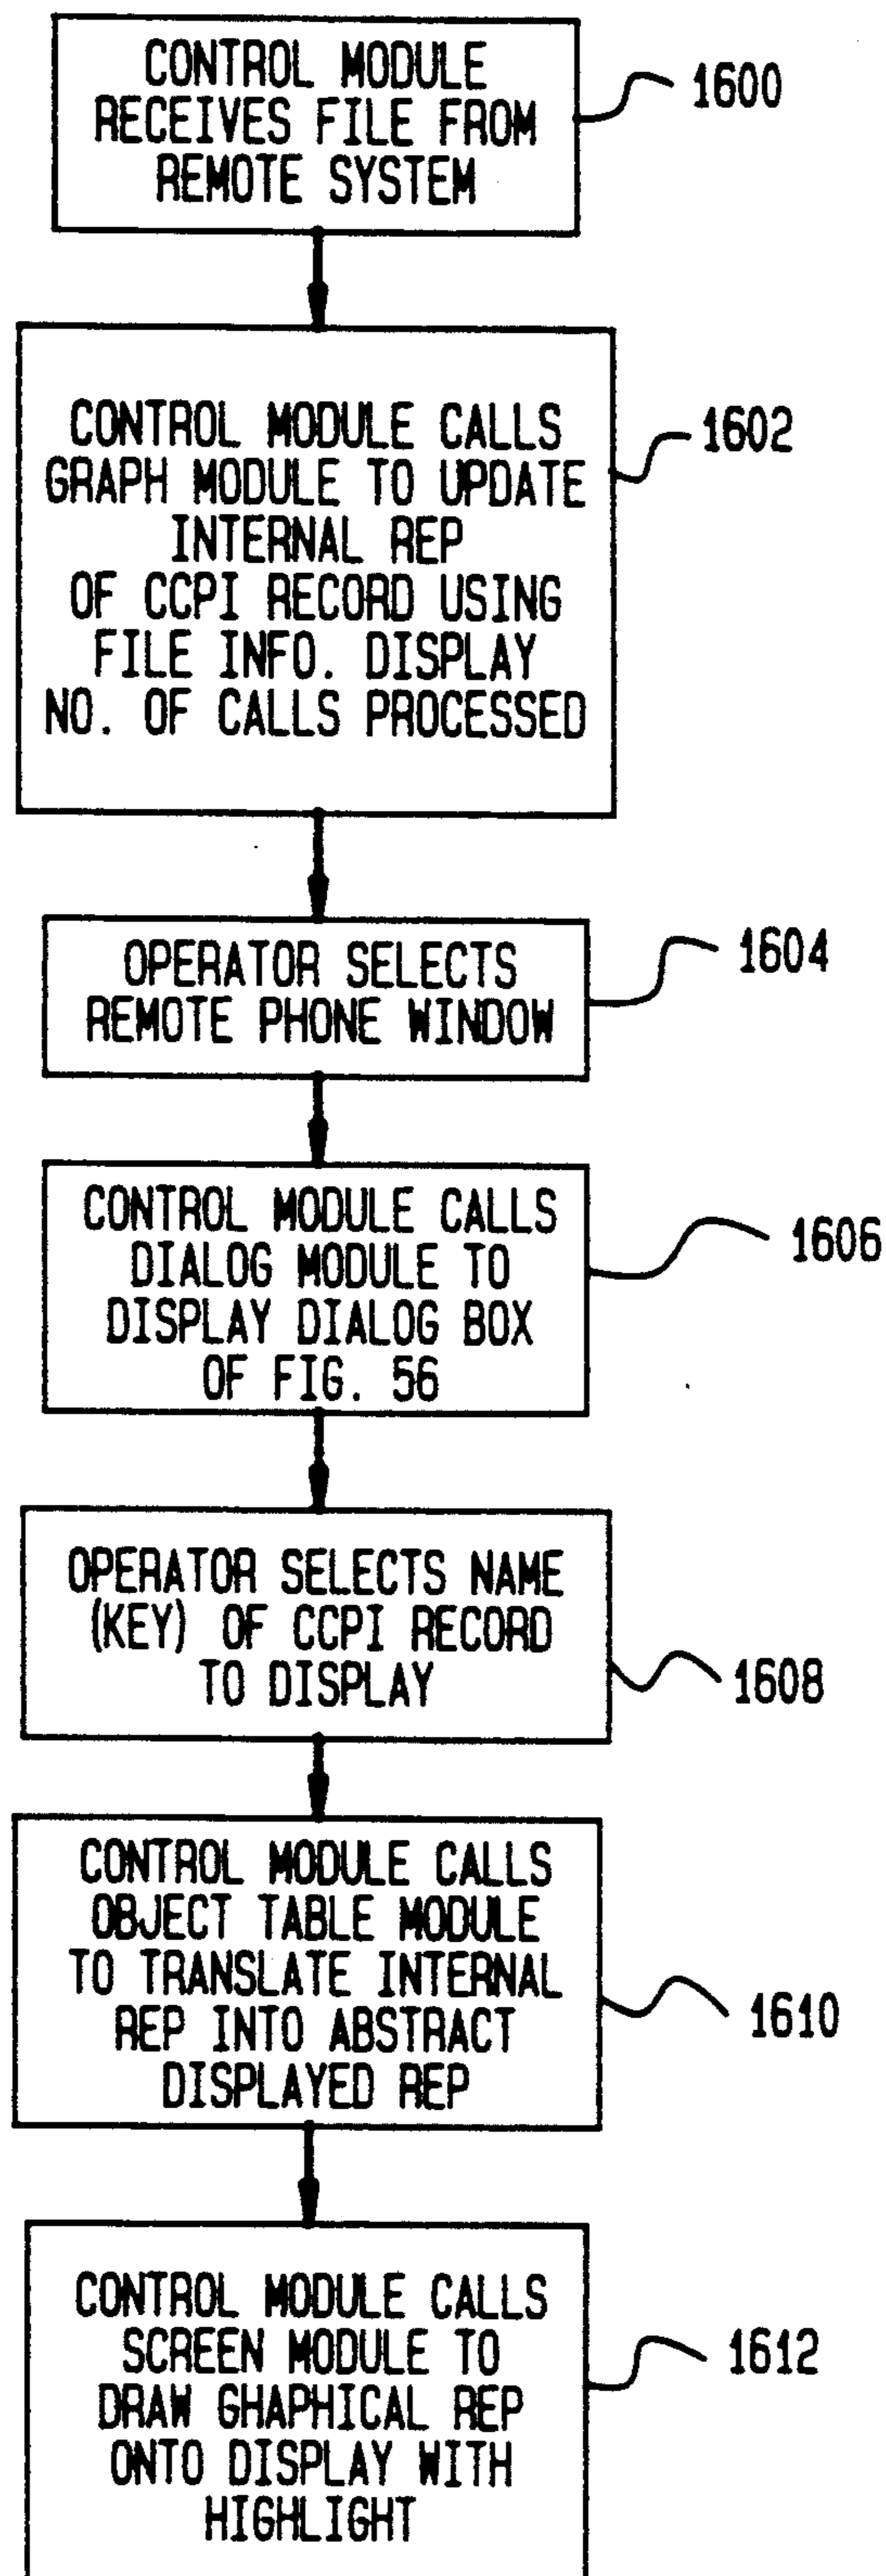 CONTROL MODULE
RECEIVES FILE FROM
REMOTE SYSTEM
1600
CONTROL MODULE CALLS
GRAPH MODULE TO UPDATE
INTERNAL REP
OF CCPI RECORD USING
FILE INFO. DISPLAY
NO. OF CALLS PROCESSED
1602
OPERATOR SELECTS
REMOTE PHONE WINDOW
1604
CONTROL MODULE CALLS
DIALOG MODULE TO
DISPLAY DIALOG BOX
OF FIG. 56
1606
OPERATOR SELECTS NAME
(KEY) OF CCPI RECORD
TO DISPLAY
1608
CONTROL MODULE CALLS
OBJECT TABLE MODULE
TO TRANSLATE INTERNAL
REP INTO ABSTRACT
DISPLAYED REP
1610
CONTROL MODULE CALLS
SCREEN MODULE TO
DRAW GHAPHICAL REP
ONTO DISPLAY WITH
HIGHLIGHT
1612